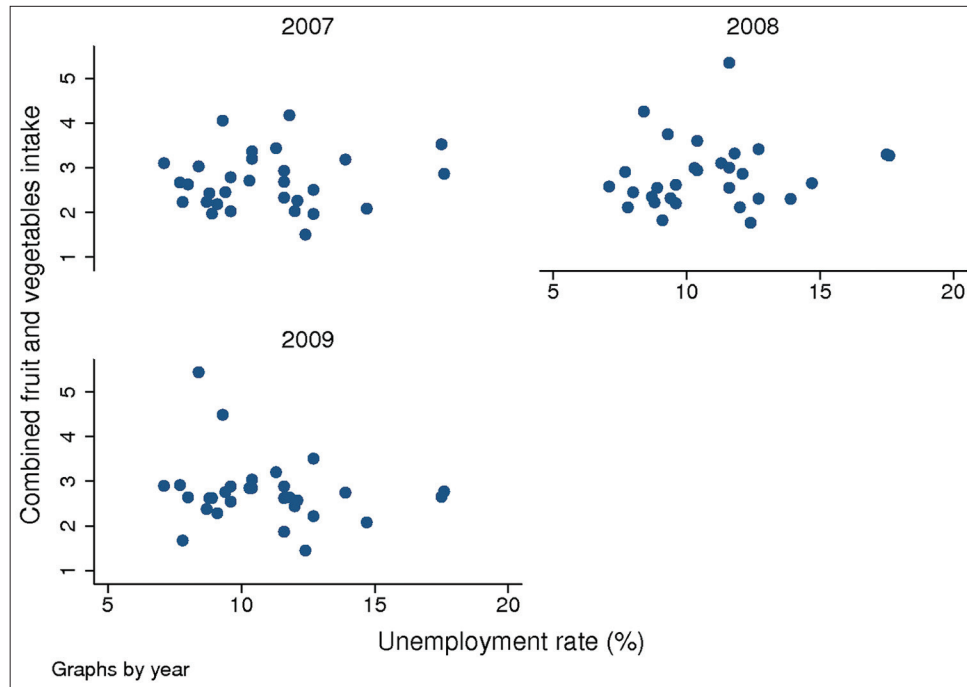 2007
2008
Combined fruit and vegetables intake
5
4
3
2
1
5 10 15 20
2009
5
4
3
2
1
5 10 15 20
Unemployment rate (%)
Graphs by year